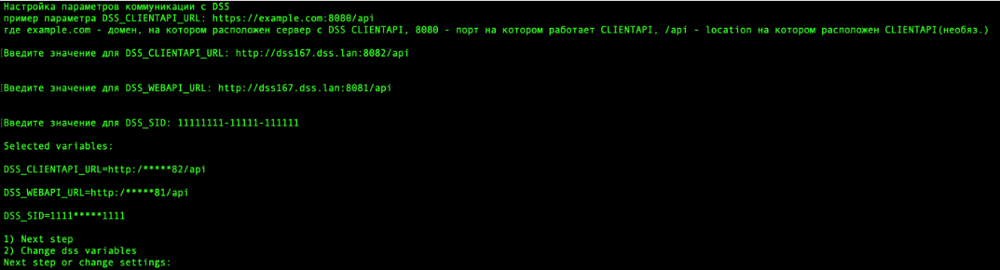 Настройка параметров коммуникации с DSS
пример параметра DSS_CLIENTAPI_URL: https://example.com:8080/api
где example.com - домен, на котором расположен сервер с DSS CLIENTAPI, 8080 - порт на котором работает CLIENTAPI, /api - location на котором расположен CLIENTAPI(необяз.)
Введите значение для DSS_CLIENTAPI_URL: http://dss167.dss.lan:8082/api
Введите значение для DSS_WEBAPI_URL: http://dss167.dss.lan:8081/api
Введите значение для DSS_SID: 11111111-11111-111111
Selected variables:
DSS_CLIENTAPI_URL=http:/*****82/api
DSS_WEBAPI_URL=http:/*****81/api
DSS_SID=1111*****1111
1) Next step
2) Change dss variables
Next step or change settings: